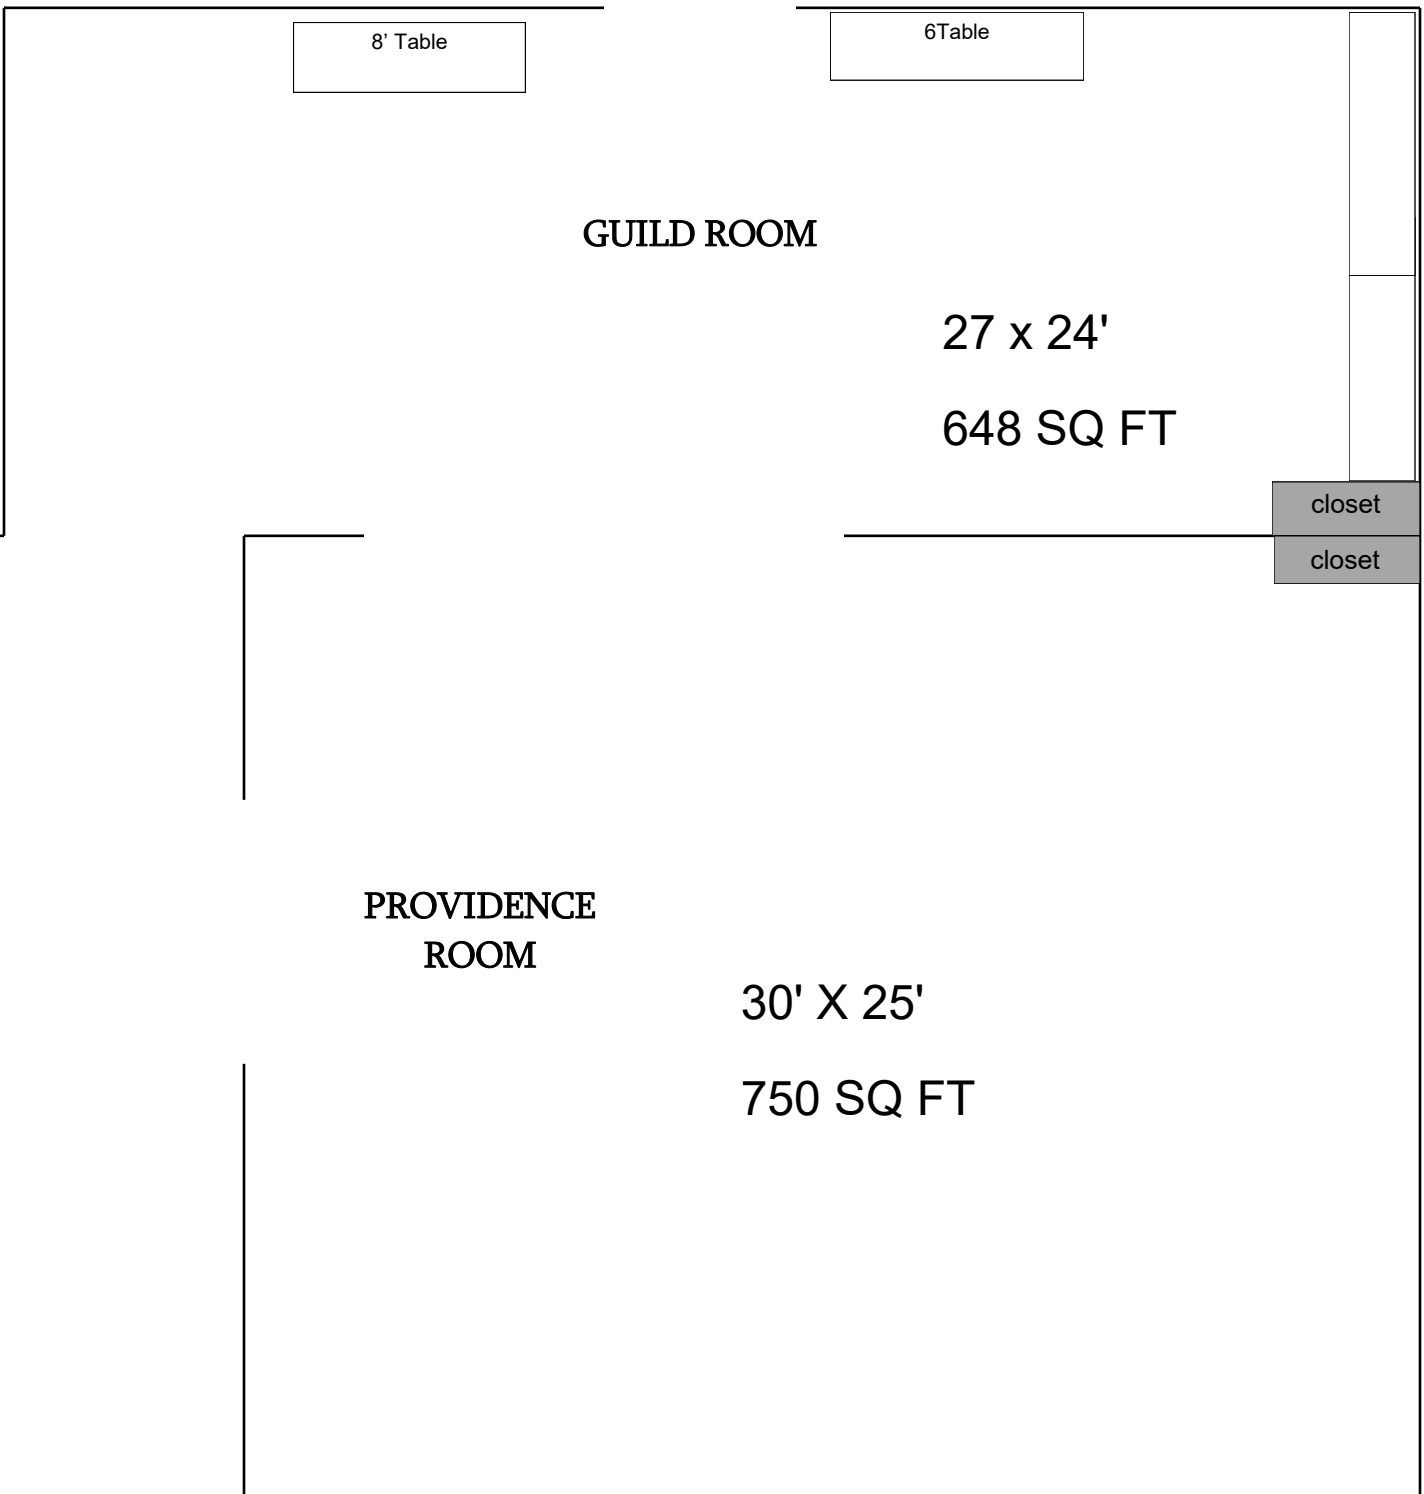 8’ Table
6Table
GUILD ROOM
27 x 24'
648 SQ FT
closet
closet
PROVIDENCE
ROOM
30' X 25'
750 SQ FT